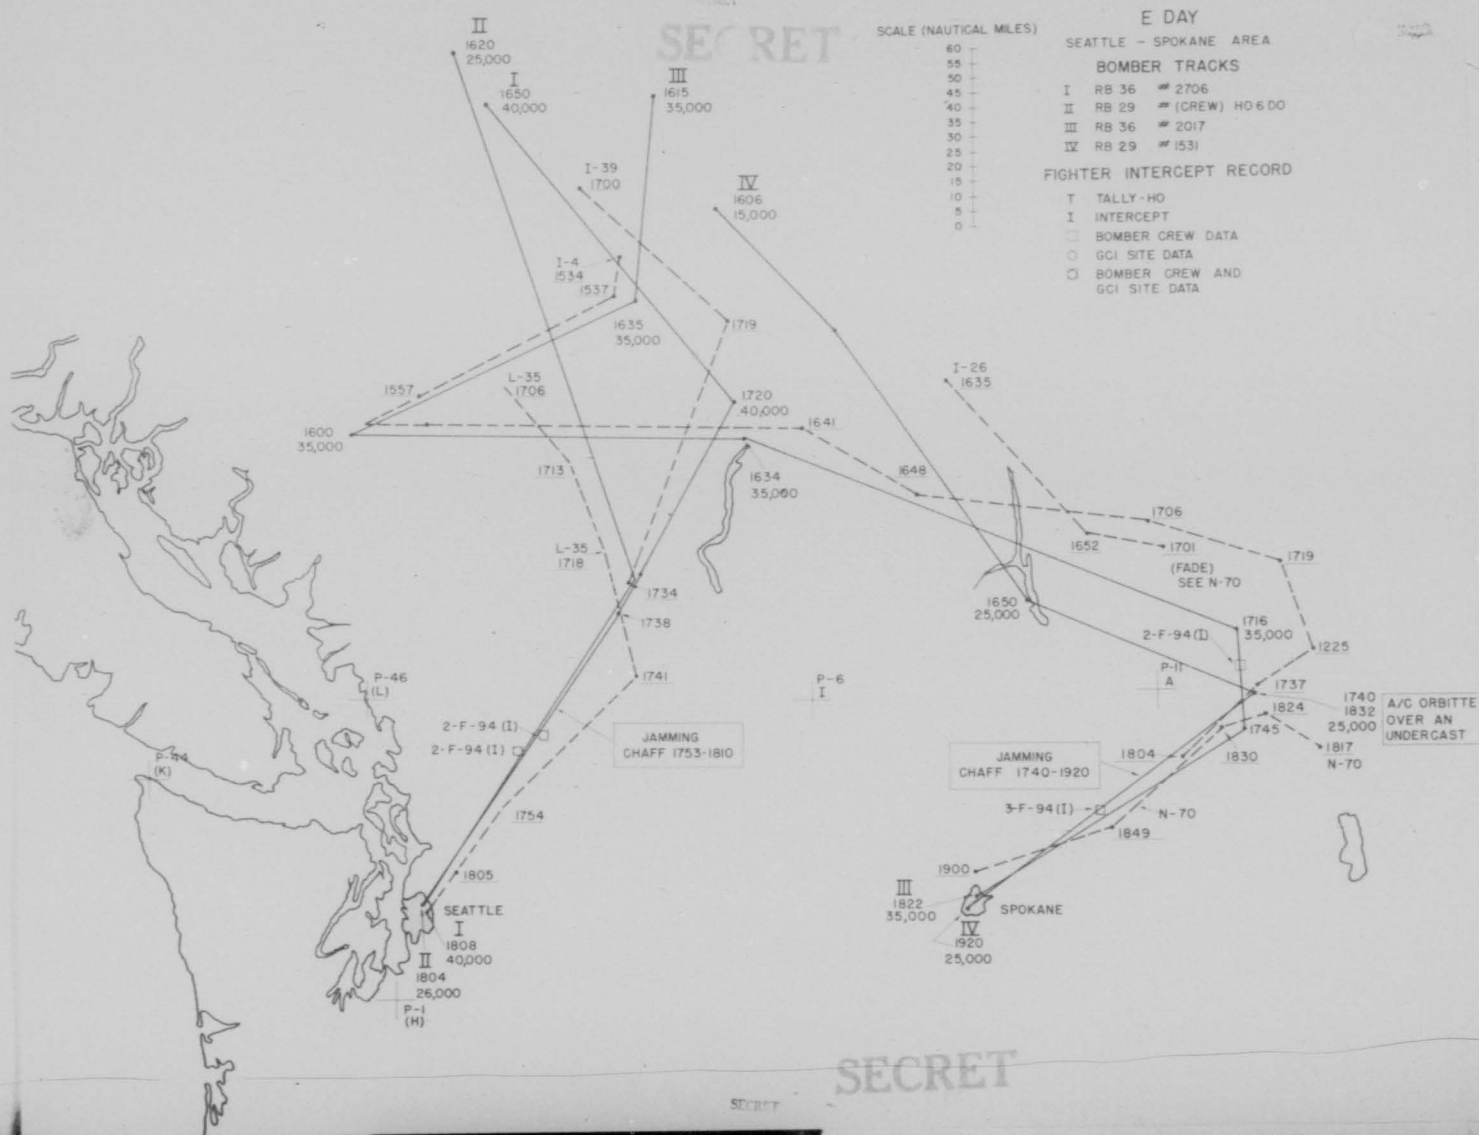 SECRET
SCALE (NAUTICAL MILES)
60
55
50
45
40
35
30
25
20
15
10
5
0
E DAY
SEATTLE - SPOKANE AREA
BOMBER TRACKS
I RB 36 # 2706
II RB 29 # (CREW) HO 6 DO
III RB 36 # 2017
IV RB 29 # 1531
FIGHTER INTERCEPT RECORD
T TALLY-HO
I INTERCEPT
BOMBER CREW DATA
GCI SITE DATA
BOMBER CREW AND
GCI SITE DATA
II
1620
25,000
I
1650
40,000
III
1615
35,000
I-39
1700
IV
1606
15,000
I-4
1534
1537
1635
35,000
1719
1557
L-35
1706
1720
40,000
I-26
1635
1600
35,000
1641
1713
1634
35,000
1648
1706
L-35
1718
1652
1701
(FADE)
SEE N-70
1719
1734
1738
1650
25,000
1716
35,000
2-F-94(I)
1225
1741
P-46
(L)
P-6
I
P-11
A
1737
1740
1832
25,000
A/C ORBITTE
OVER AN
UNDERCAST
1824
1745
2-F-94(I)
2-F-94(I)
JAMMING
CHAFF 1753-1810
JAMMING
CHAFF 1740-1920
1804
1830
1817
N-70
P-44
(K)
3-F-94(I)
N-70
1754
1849
1805
1900
SEATTLE
I
1808
40,000
II
1804
26,000
P-1
(H)
III
1822
35,000
SPOKANE
IV
1920
25,000
SECRET
SECRET